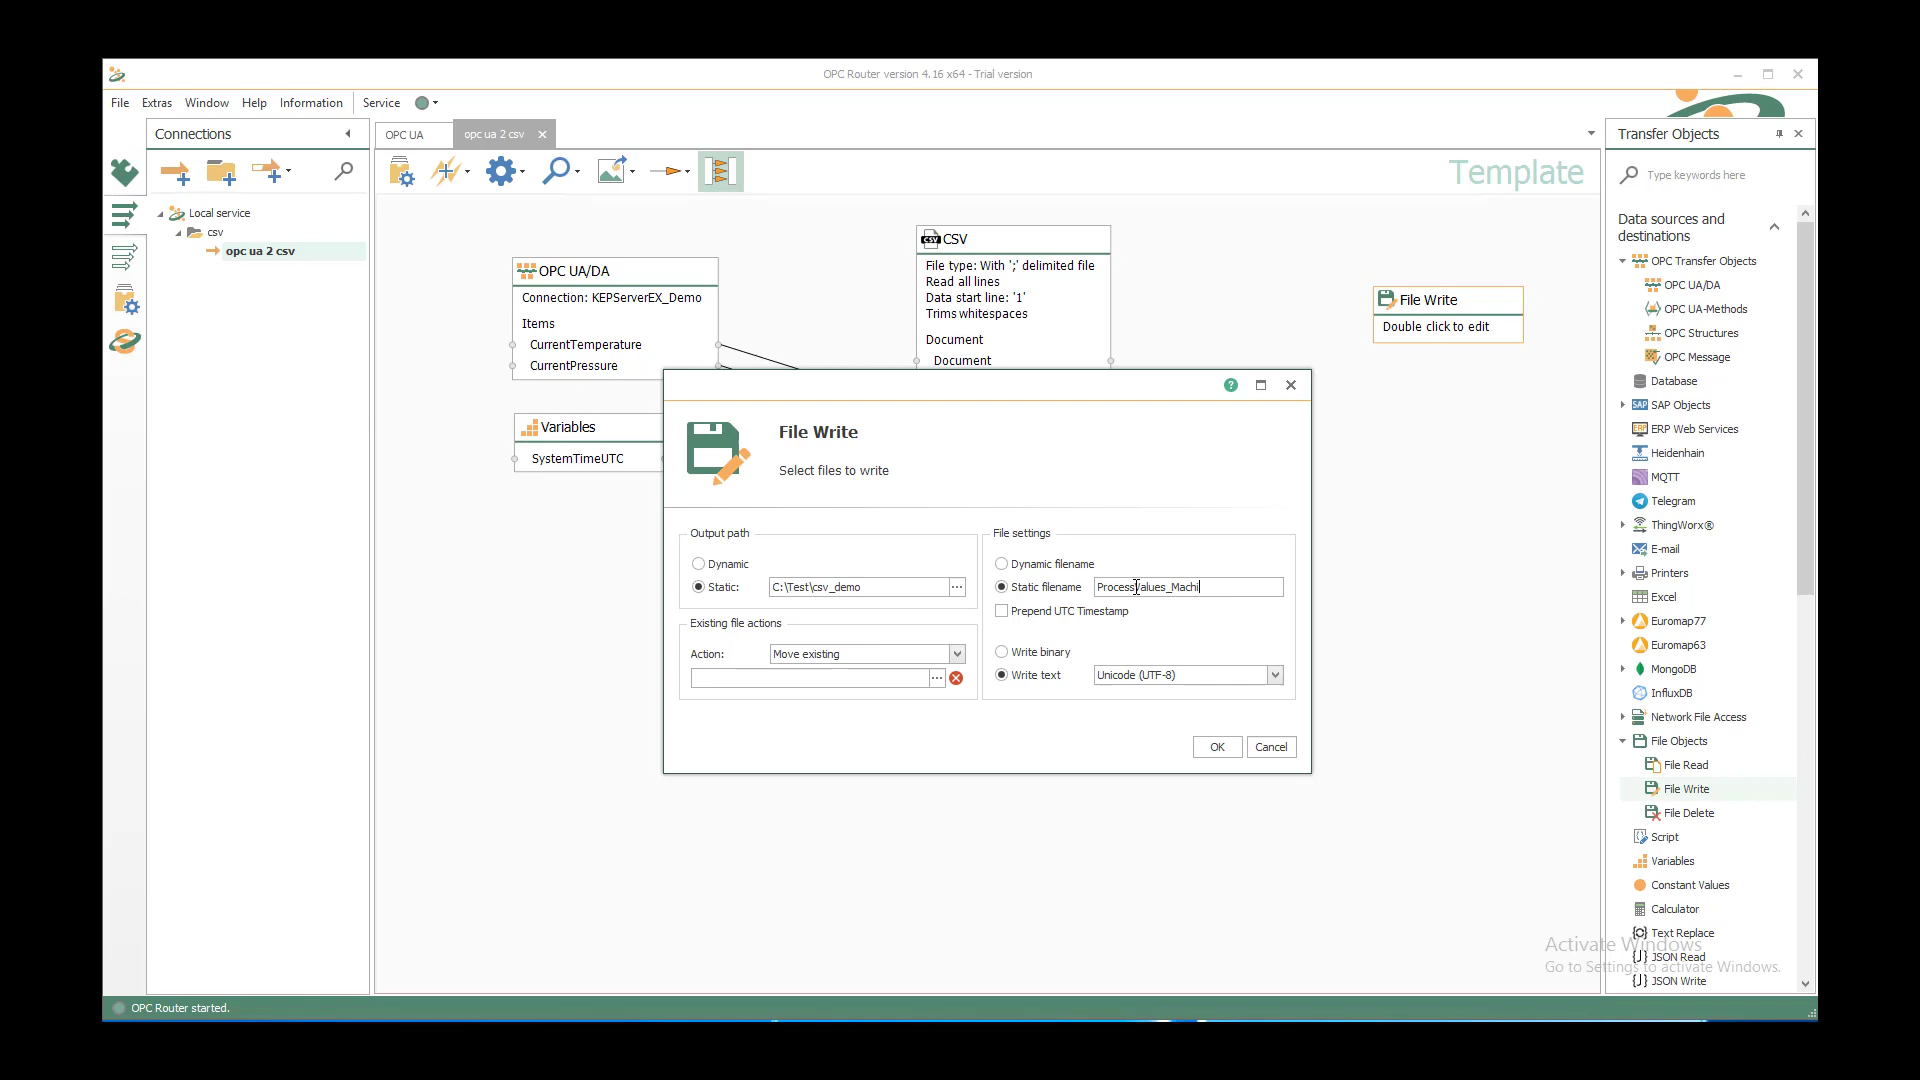 OPC Router version 4.16 x64 - Trial version
File Extras Window Help Information Service
Connections
OPC UA
opc ua 2 csv
Transfer Objects
Template
Type keywords here
Local service
csv
opc ua 2 csv
OPC UA/DA
Connection: KEPServerEX_Demo
Items
CurrentTemperature
CurrentPressure
Variables
SystemTimeUTC
CSV
CSV
File type: With ';' delimited file
Read all lines
Data start line: '1'
Trims whitespaces
Document
Document
File Write
Double click to edit
?
File Write
Select files to write
Output path
Dynamic
Static: C:\Test\csv_demo
Existing file actions
Action: Move existing
File settings
Dynamic filename
Static filename ProcessValues_Machi
Prepend UTC Timestamp
Write binary
Write text Unicode (UTF-8)
OK Cancel
Data sources and
destinations
OPC Transfer Objects
OPC UA/DA
OPC UA-Methods
OPC Structures
OPC Message
Database
SAP SAP Objects
ERP ERP Web Services
Heidenhain
MQTT
Telegram
ThingWorx®
E-mail
Printers
Excel
Euromap77
Euromap63
MongoDB
InfluxDB
Network File Access
File Objects
File Read
File Write
File Delete
Script
Variables
Constant Values
Calculator
Text Replace
JSON Read
JSON Write
Activate Windows
Go to Settings to activate Windows.
OPC Router started.